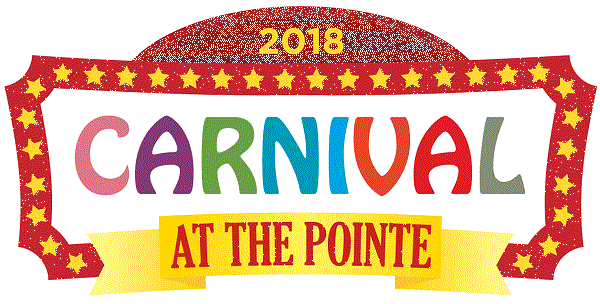 2018
CARNIVAL
AT THE POINTE